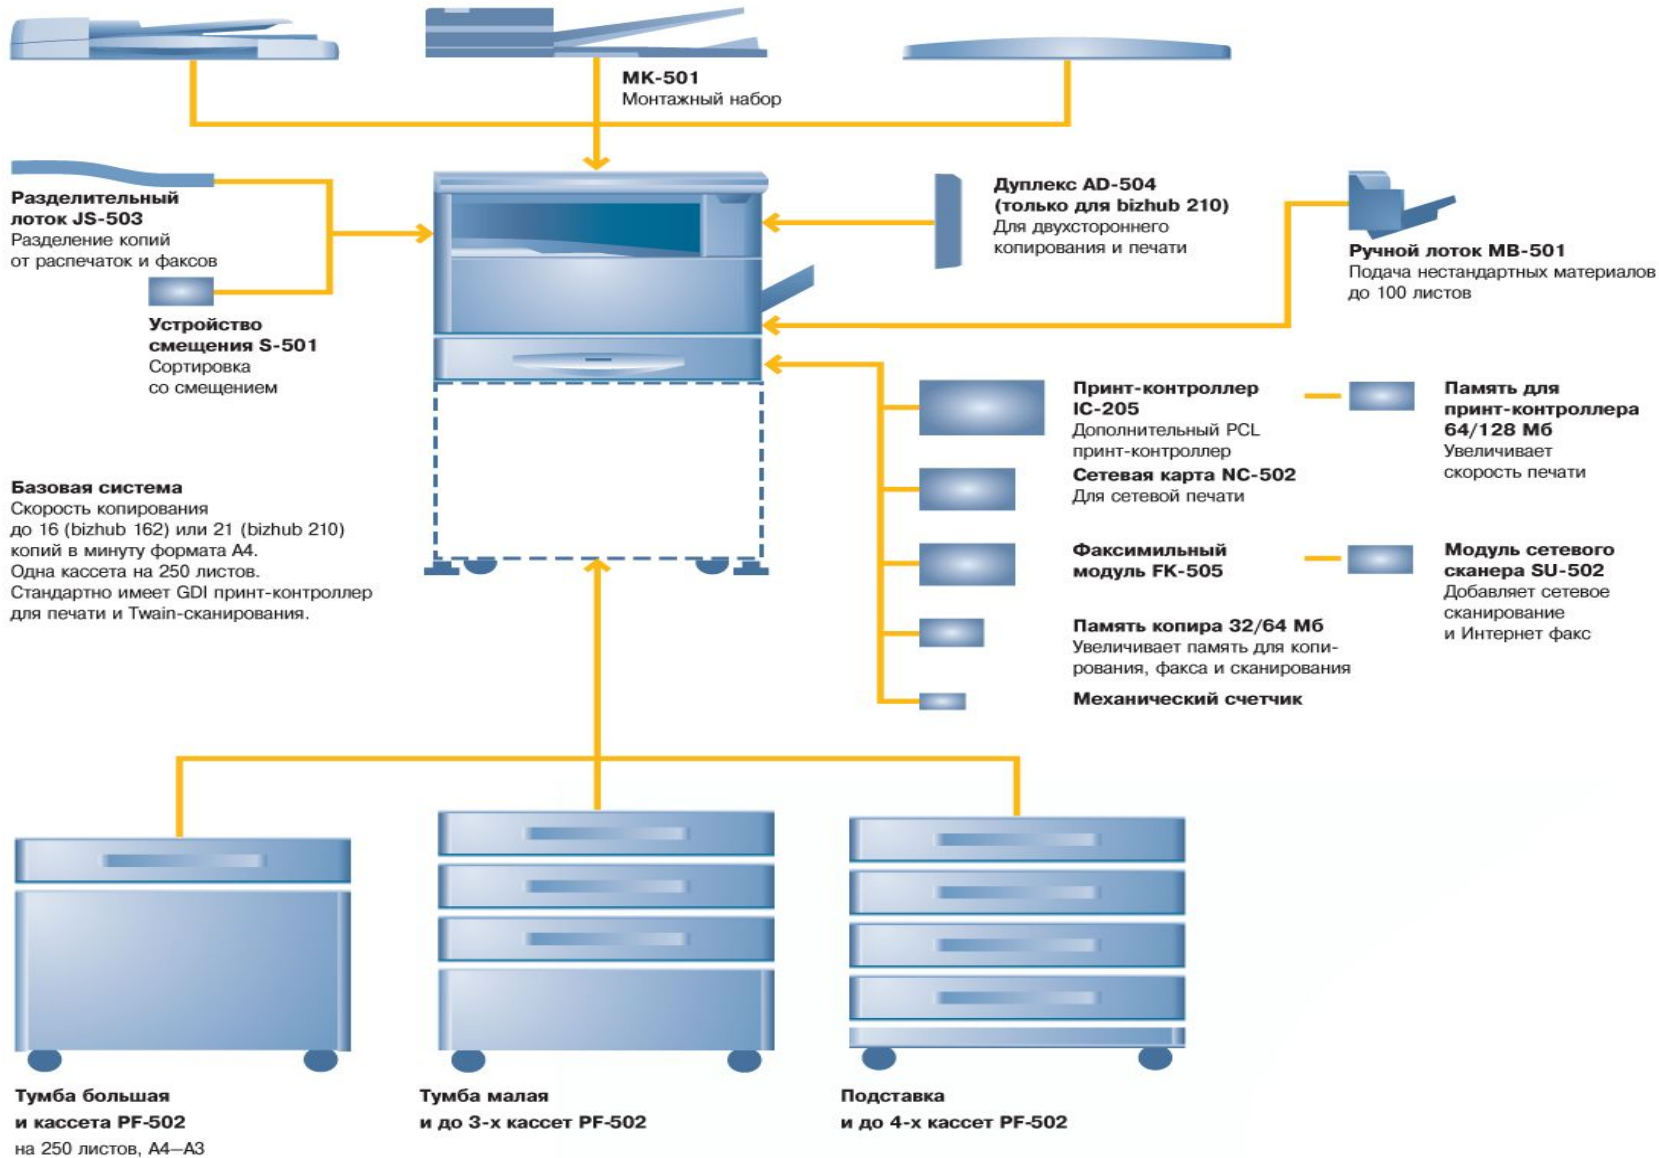 МК-501
Монтажный набор
Разделительный
лоток JS-503
Разделение копий
от распечаток и факсов
Устройство
смещения S-501
Сортировка
со смещением
Дуплекс AD-504
(только для bizhub 210)
Для двухстороннего
копирования и печати
Ручной лоток МВ-501
Подача нестандартных материалов
до 100 листов
Базовая система
Скорость копирования
до 16 (bizhub 162) или 21 (bizhub 210)
копий в минуту формата А4.
Одна кассета на 250 листов.
Стандартно имеет GDI принт-контроллер
для печати и Twain-сканирования.
Принт-контроллер
IC-205
Дополнительный PCL
принт-контроллер
Память для
принт-контроллера
64/128 Мб
Увеличивает
скорость печати
Сетевая карта NC-502
Для сетевой печати
Факсимильный
модуль FK-505
Модуль сетевого
сканера SU-502
Добавляет сетевое
сканирование
и Интернет факс
Память копира 32/64 Мб
Увеличивает память для копи-
рования, факса и сканирования
Механический счетчик
Тумба большая
и кассета PF-502
на 250 листов, А4–А3
Тумба малая
и до 3-х кассет PF-502
Подставка
и до 4-х кассет PF-502